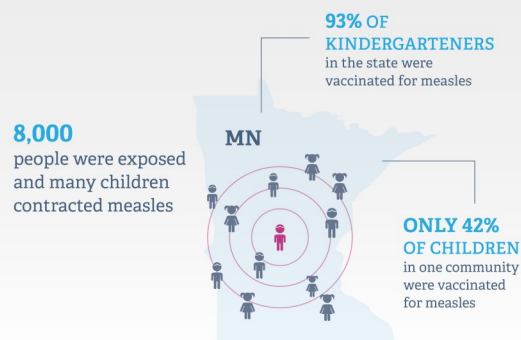 93% OF
KINDERGARTENERS
in the state were
vaccinated for measles
8,000
people were exposed
and many children
contracted measles
MN
ONLY 42%
OF CHILDREN
in one community
were vaccinated
for measles